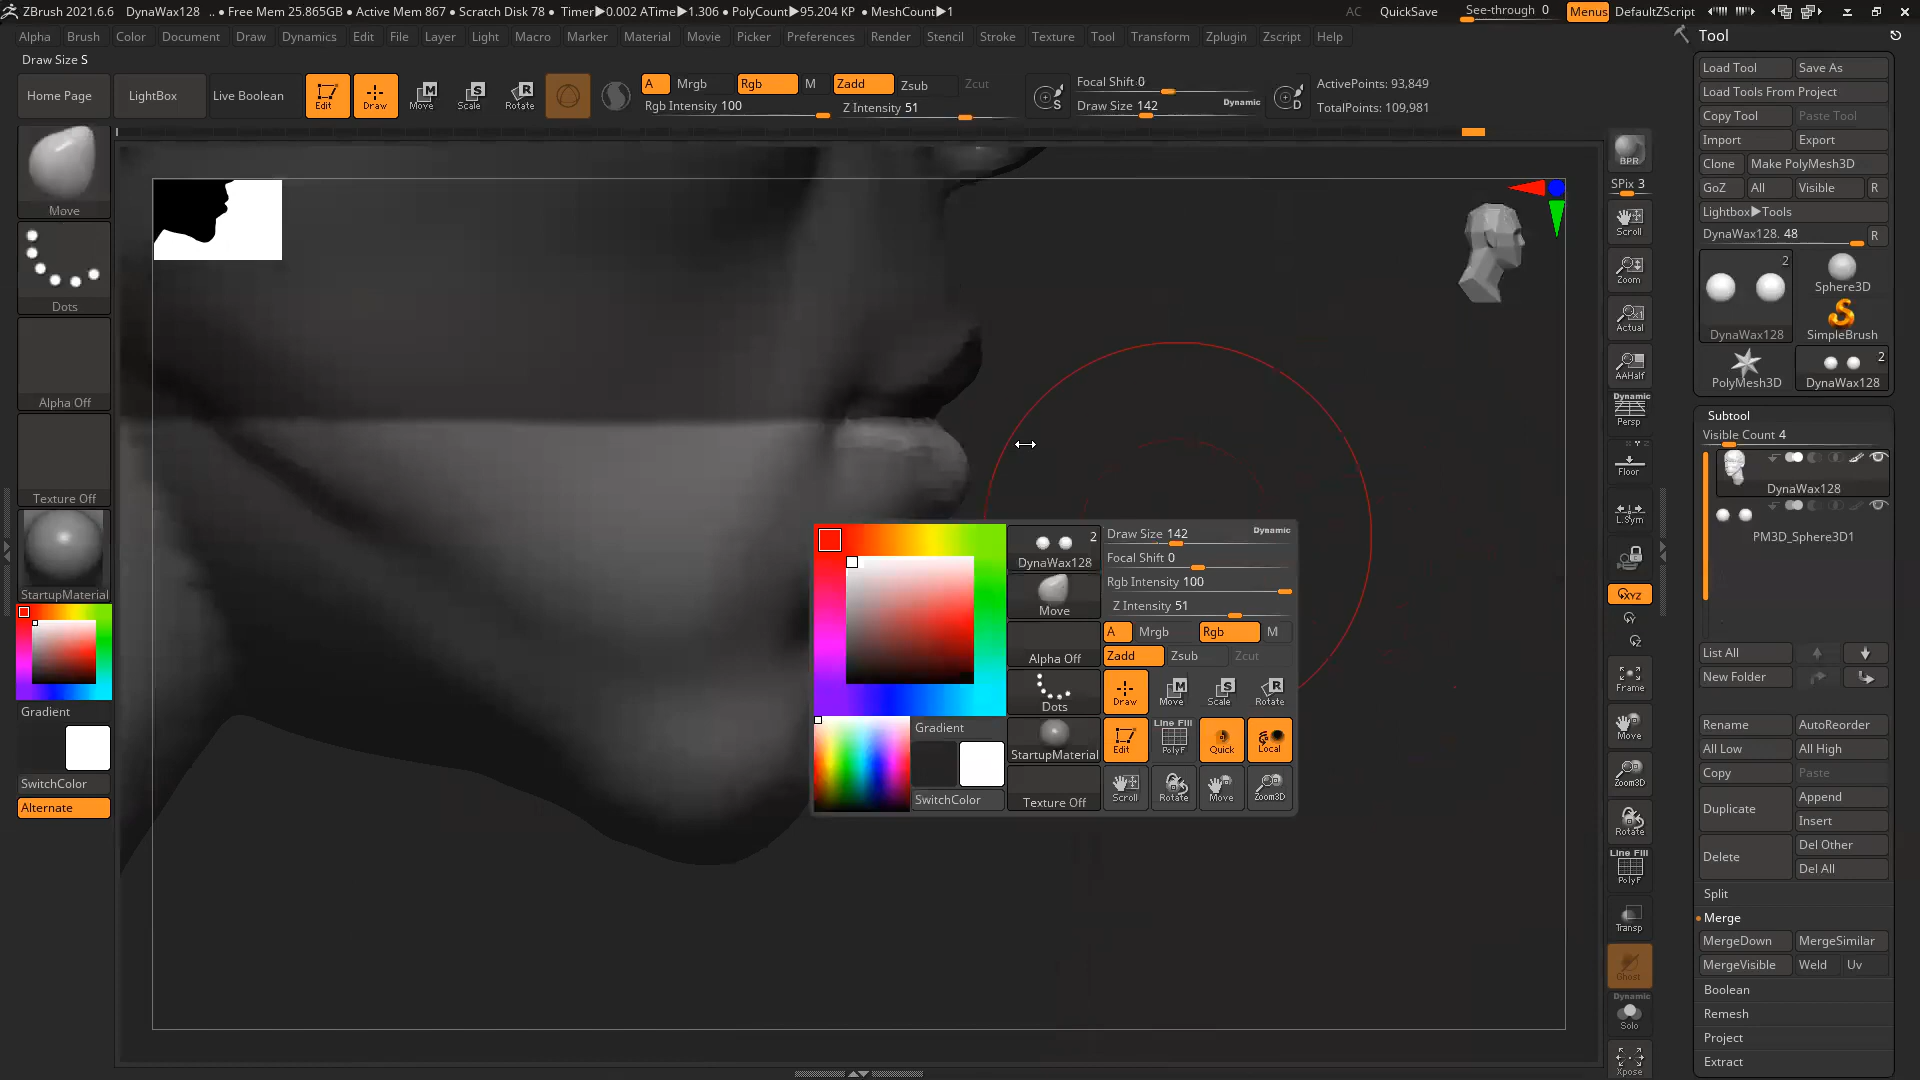 ZBrush 2021.6.6 DynaWax128 .. ● Free Mem 25.865GB ● Active Mem 867 ● Scratch Disk 78 ● Timer▶0.002 ATime▶1.306 ● PolyCount▶95.204 KP ● MeshCount▶1 AC QuickSave See-through 0 Menus DefaultZScript
Alpha Brush Color Document Draw Dynamics Edit File Layer Light Macro Marker Material Movie Picker Preferences Render Stencil Stroke Texture Tool Transform Zplugin Zscript Help
Draw Size S
Home Page LightBox Live Boolean Edit Draw Move Scale Rotate
A Mrgb Rgb M Zadd Zsub Zcut
Rgb Intensity 100 Z Intensity 51
Focal Shift 0
Draw Size 142 Dynamic
ActivePoints: 93,849
TotalPoints: 109,981
Move
Dots
Alpha Off
Texture Off
StartupMaterial
Gradient
SwitchColor
Alternate
Gradient
SwitchColor
2
DynaWax128
Move
Alpha Off
Dots
StartupMaterial
Texture Off
Draw Size 142 Dynamic
Focal Shift 0
Rgb Intensity 100
Z Intensity 51
A Mrgb Rgb M
Zadd Zsub Zcut
Draw Move Scale Rotate
Line Fill
Edit PolyF Quick Local
Scroll Rotate Move Zoom3D
BPR
SPix 3
Scroll
Zoom
Actual
AAHalf
Dynamic
Persp
Floor
L.Sym
XYZ
Frame
Move
Zoom3D
Rotate
Line Fill
PolyF
Transp
Ghost
Dynamic
Solo
Xpose
Tool
Load Tool Save As
Load Tools From Project
Copy Tool Paste Tool
Import Export
Clone Make PolyMesh3D
GoZ All Visible R
Lightbox▶Tools
DynaWax128. 48 R
2
DynaWax128
Sphere3D
SimpleBrush
PolyMesh3D
2
DynaWax128
Subtool
Visible Count 4
DynaWax128
PM3D_Sphere3D1
List All
New Folder
Rename AutoReorder
All Low All High
Copy Paste
Duplicate Append
Insert
Delete Del Other
Del All
Split
Merge
MergeDown MergeSimilar
MergeVisible Weld Uv
Boolean
Remesh
Project
Extract